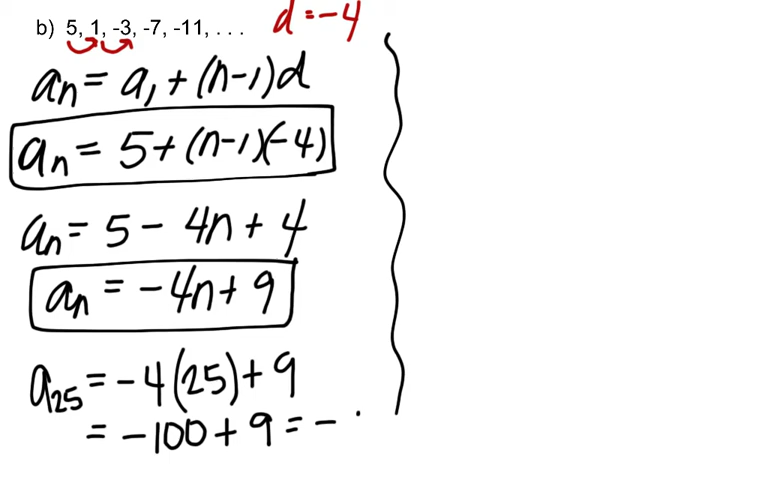 b) 5, 1, -3, -7, -11, . . . d = -4
aₙ = a₁ + (n-1)d
aₙ = 5 + (n-1)(-4)
aₙ = 5 - 4n + 4
aₙ = -4n + 9
a₂₅ = -4(25) + 9
= -100 + 9 = -